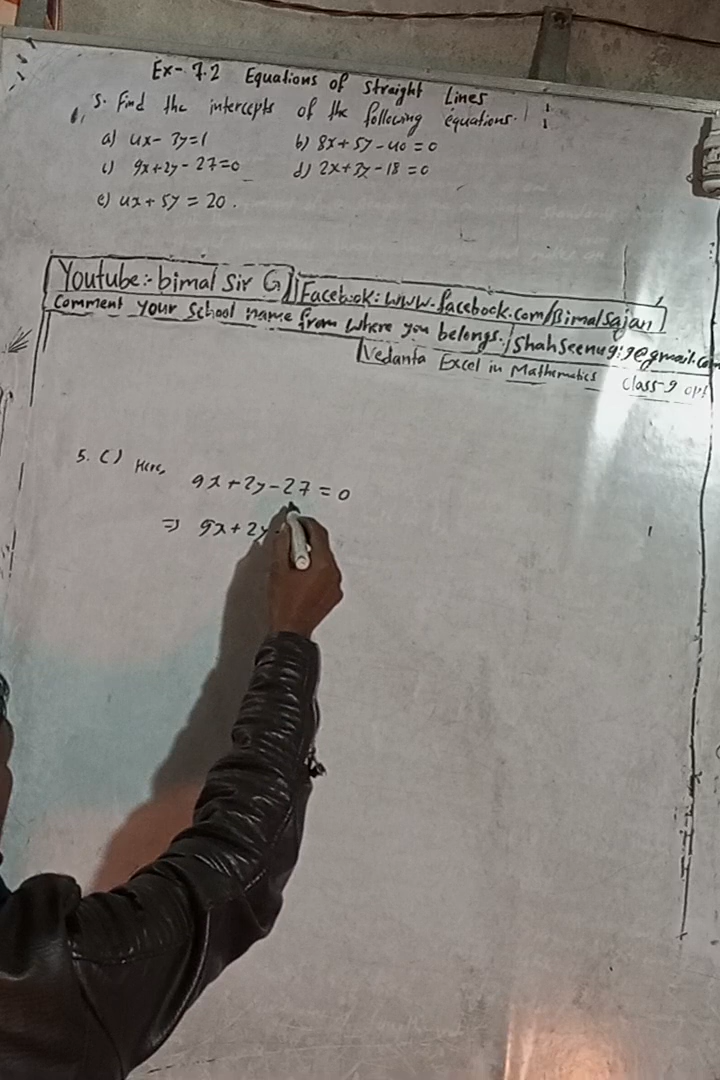 Ex- 7.2 Equations of Straight Lines
5. Find the intercepts of the following equations.
a) 4x- 3y=1 b) 8x+5y-40=0
c) 9x+2y-27=0 d) 2x+3y-18=0
e) 4x+5y=20.
Youtube:- bimal Sir G Facebook: www.facebook.com/Bimalsajan
Comment your school name from where you belongs. / Shahseenug:9@gmail.com
Vedanta Excel in Mathematics class-9 opt
5. c) Here,
9x+2y-27=0
=> 9x+2y